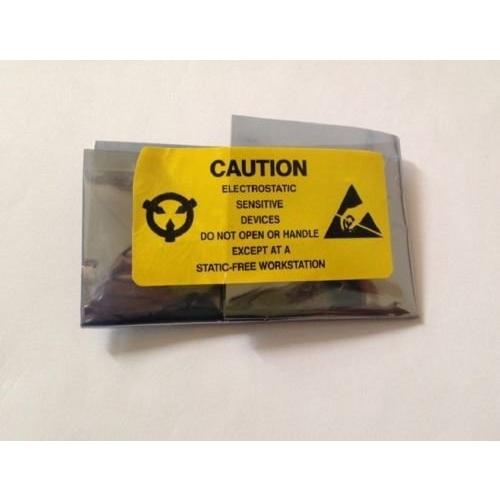 CAUTION
ELECTROSTATIC
SENSITIVE
DEVICES
DO NOT OPEN OR HANDLE
EXCEPT AT A
STATIC-FREE WORKSTATION